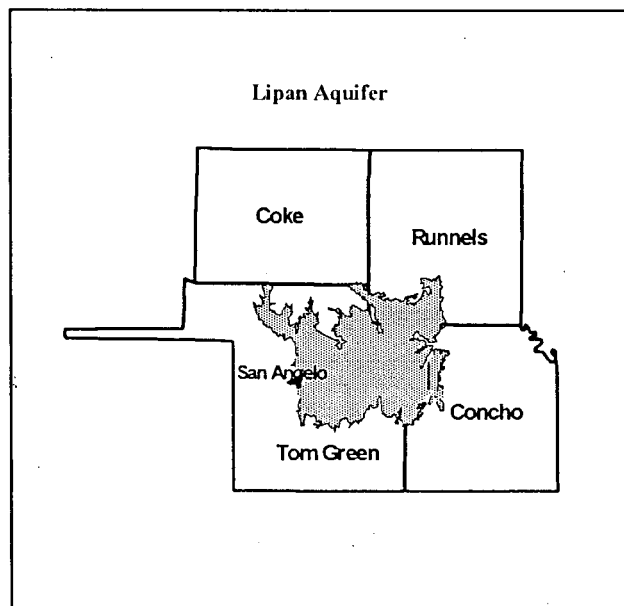 Lipan Aquifer
Coke
Runnels
San Angelo
Concho
Tom Green